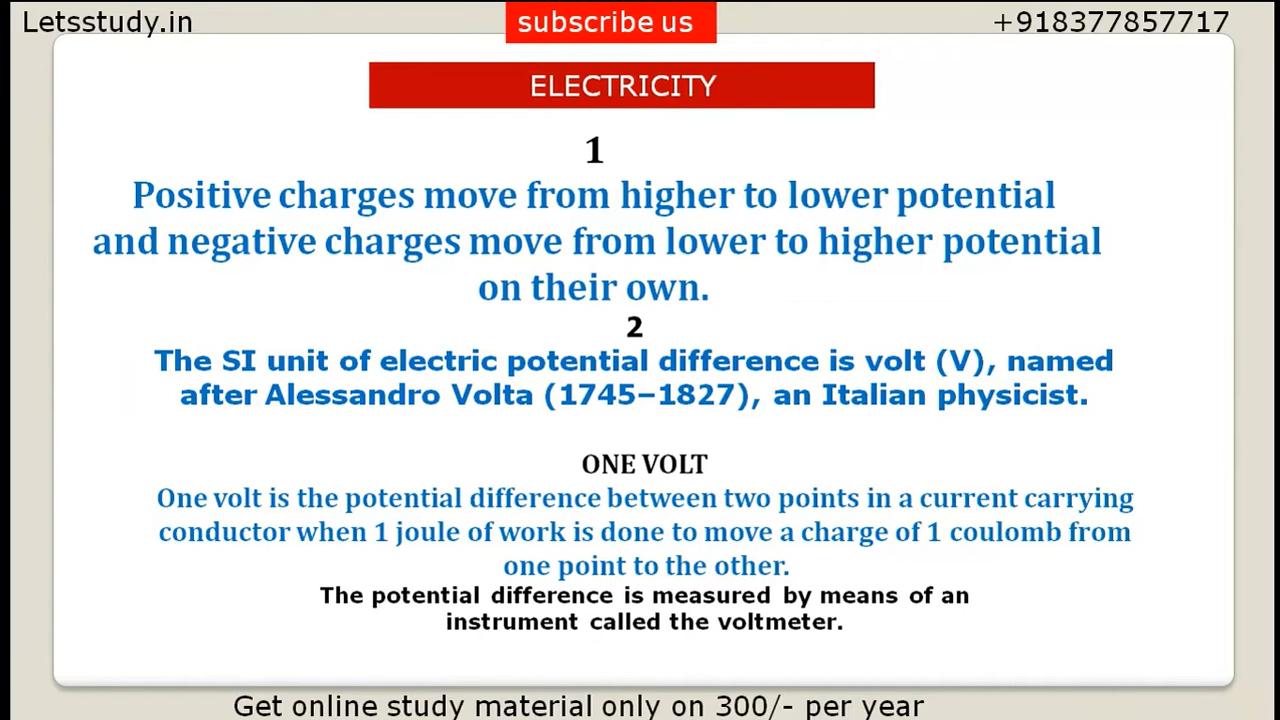 Letsstudy.in
subscribe us
+918377857717
ELECTRICITY
1
Positive charges move from higher to lower potential
and negative charges move from lower to higher potential
on their own.
2
The SI unit of electric potential difference is volt (V), named
after Alessandro Volta (1745–1827), an Italian physicist.
ONE VOLT
One volt is the potential difference between two points in a current carrying
conductor when 1 joule of work is done to move a charge of 1 coulomb from
one point to the other.
The potential difference is measured by means of an
instrument called the voltmeter.
Get online study material only on 300/- per year